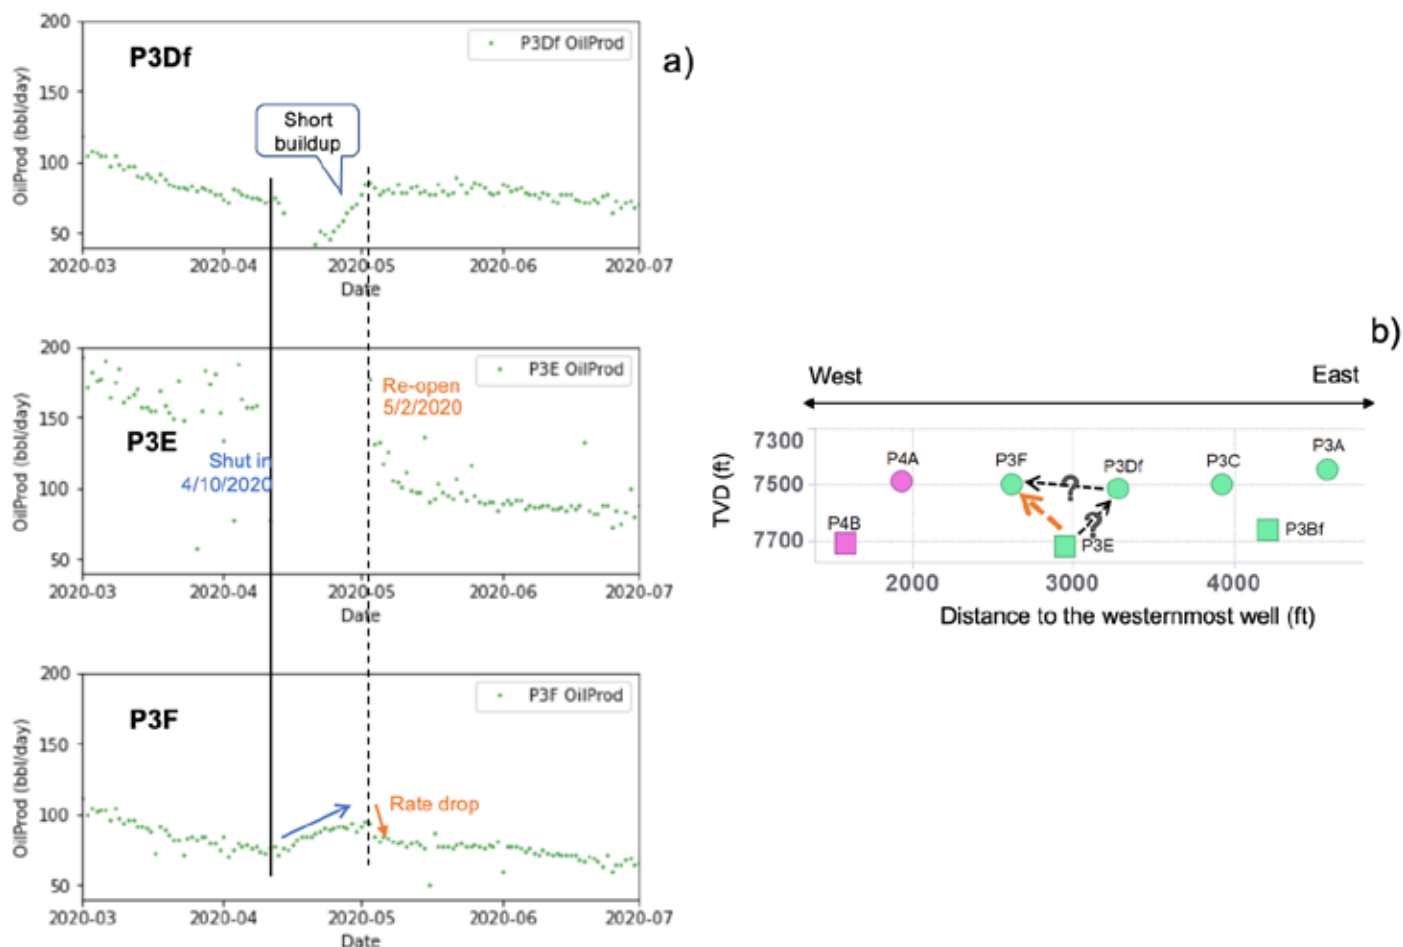 a)
P3Df
P3Df OilProd
Short
buildup
OilProd (bbl/day)
200
150
100
50
2020-03 2020-04 2020-05 2020-06 2020-07
Date
P3E
P3E OilProd
Re-open
5/2/2020
Shut in
4/10/2020
OilProd (bbl/day)
200
150
100
50
2020-03 2020-04 2020-05 2020-06 2020-07
Date
P3F
P3F OilProd
Rate drop
OilProd (bbl/day)
200
150
100
50
2020-03 2020-04 2020-05 2020-06 2020-07
Date
b)
West East
TVD (ft)
7300
7500
7700
P4A P3F P3Df P3C P3A
?
?
P4B P3E P3Bf
2000 3000 4000
Distance to the westernmost well (ft)